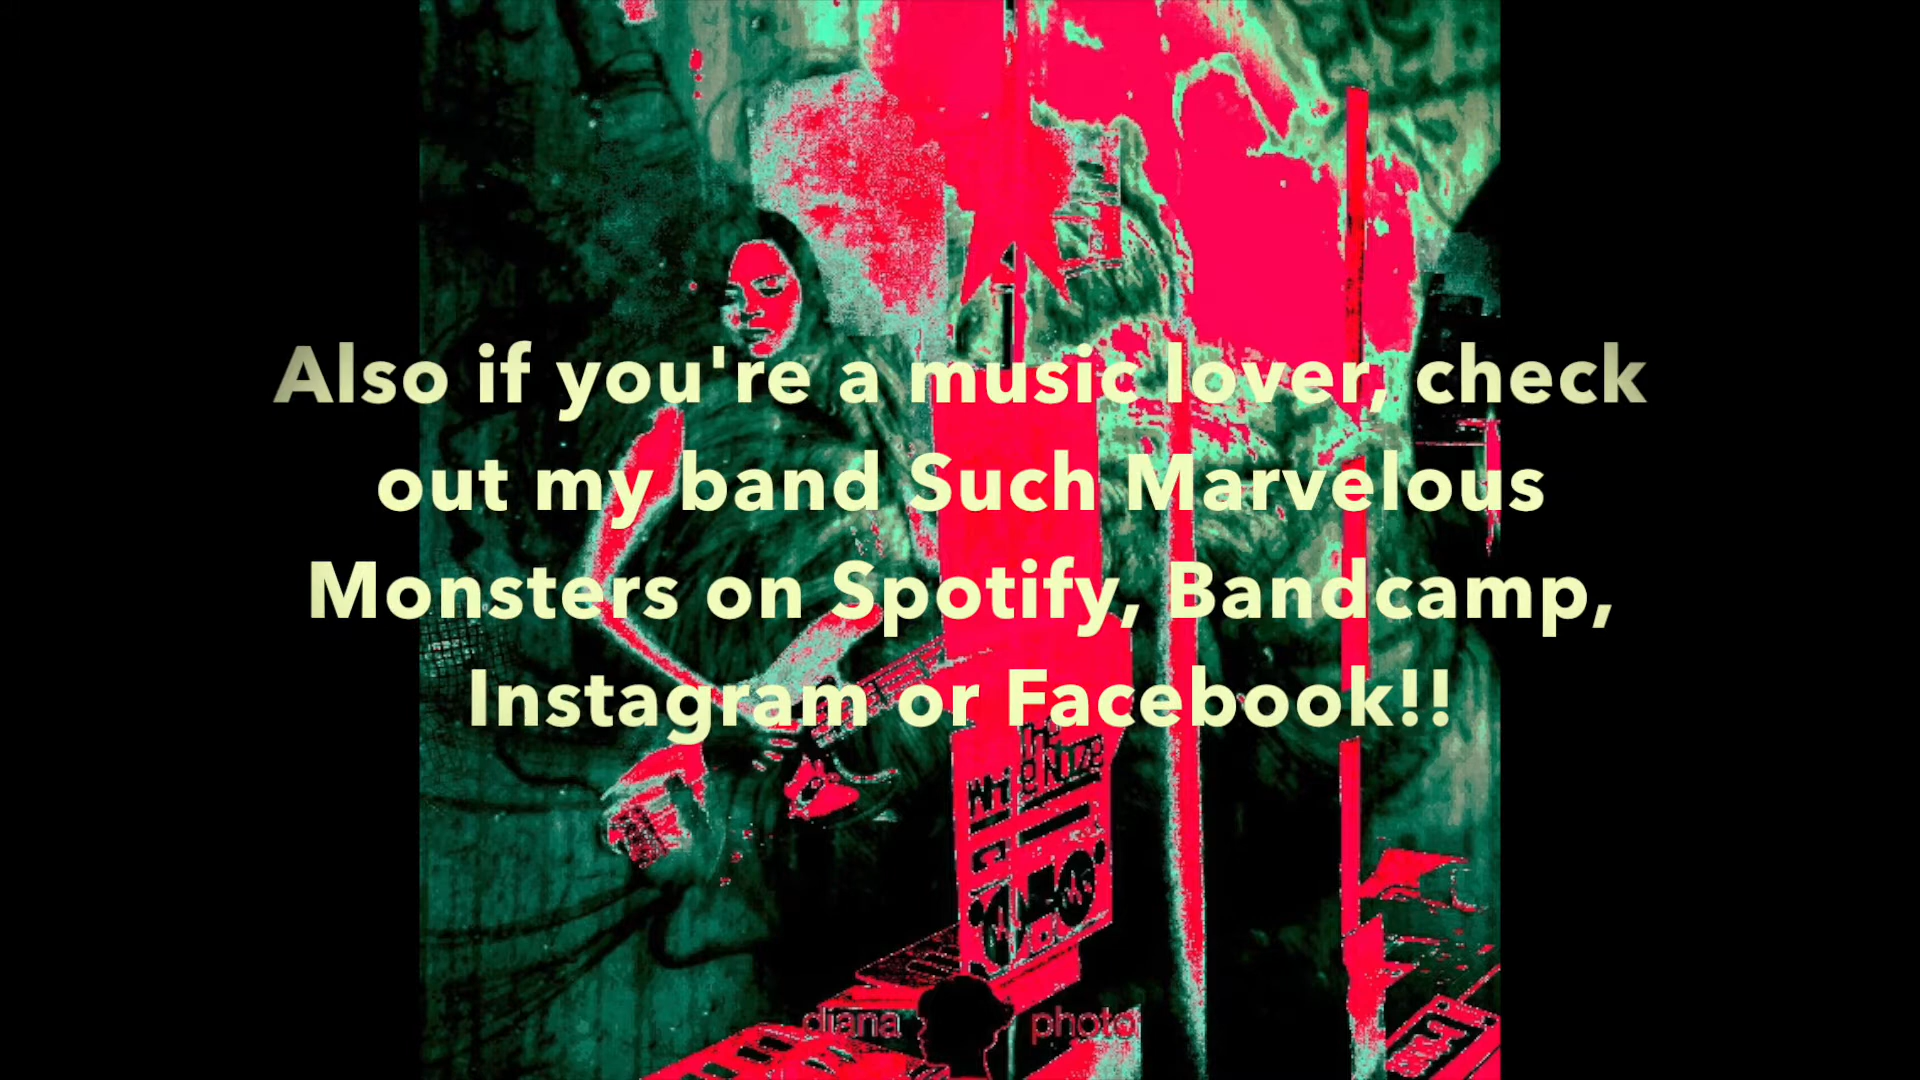 Also if you're a music lover, check
out my band Such Marvelous
Monsters on Spotify, Bandcamp,
Instagram or Facebook!!
diana photo